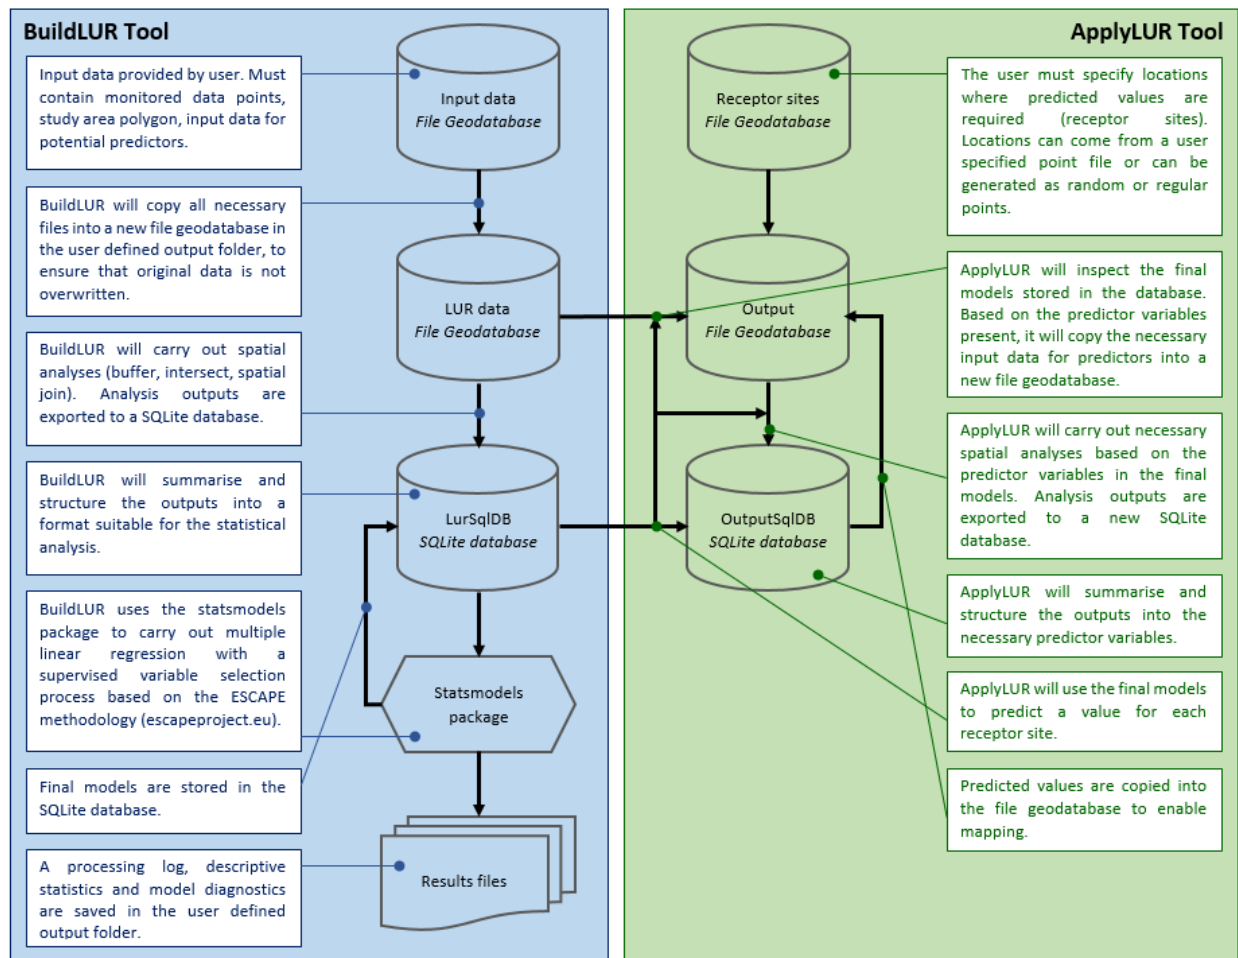 BuildLUR Tool
Input data provided by user. Must
contain monitored data points,
study area polygon, input data for
potential predictors.
BuildLUR will copy all necessary
files into a new file geodatabase in
the user defined output folder, to
ensure that original data is not
overwritten.
BuildLUR will carry out spatial
analyses (buffer, intersect, spatial
join). Analysis outputs are
exported to a SQLite database.
BuildLUR will summarise and
structure the outputs into a
format suitable for the statistical
analysis.
BuildLUR uses the statsmodels
package to carry out multiple
linear regression with a
supervised variable selection
process based on the ESCAPE
methodology (escapeproject.eu).
Final models are stored in the
SQLite database.
A processing log, descriptive
statistics and model diagnostics
are saved in the user defined
output folder.
Input data
File Geodatabase
LUR data
File Geodatabase
LurSqlDB
SQLite database
Statsmodels
package
Results files
ApplyLUR Tool
Receptor sites
File Geodatabase
Output
File Geodatabase
OutputSqlDB
SQLite database
The user must specify locations
where predicted values are
required (receptor sites).
Locations can come from a user
specified point file or can be
generated as random or regular
points.
ApplyLUR will inspect the final
models stored in the database.
Based on the predictor variables
present, it will copy the necessary
input data for predictors into a
new file geodatabase.
ApplyLUR will carry out necessary
spatial analyses based on the
predictor variables in the final
models. Analysis outputs are
exported to a new SQLite
database.
ApplyLUR will summarise and
structure the outputs into the
necessary predictor variables.
ApplyLUR will use the final models
to predict a value for each
receptor site.
Predicted values are copied into
the file geodatabase to enable
mapping.